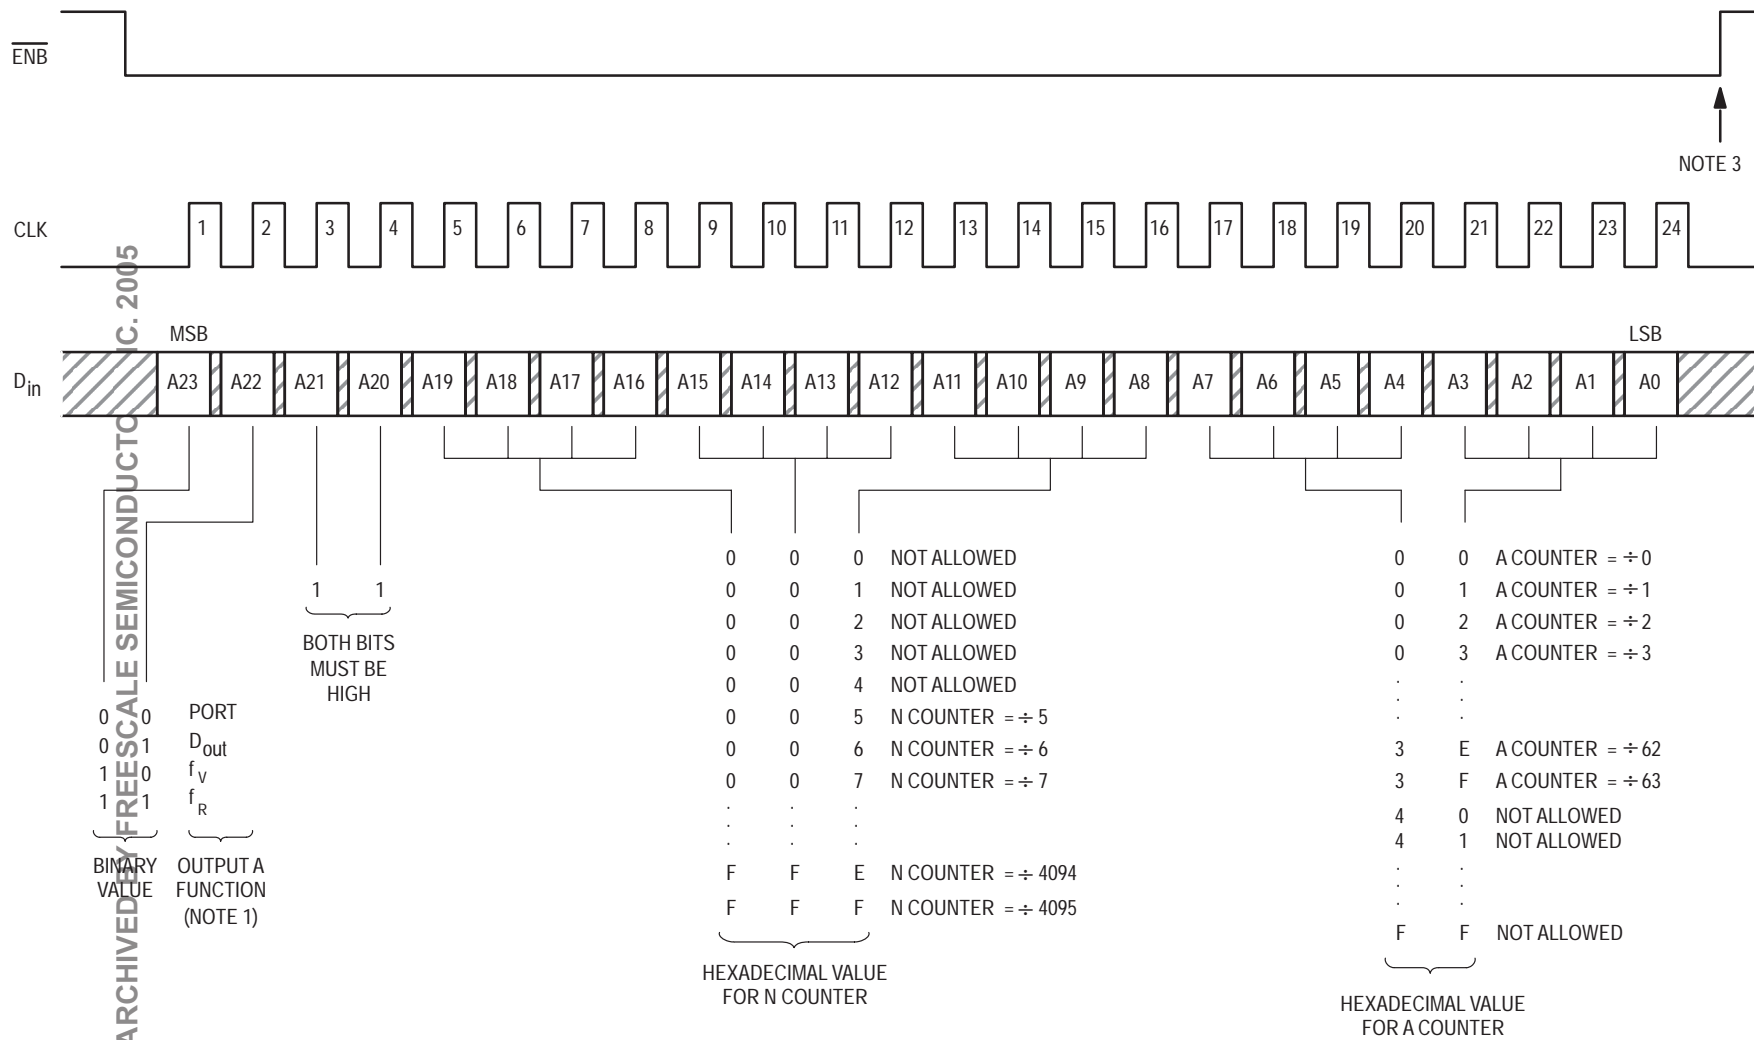 ENB
NOTE 3
CLK
1 2 3 4 5 6 7 8 9 10 11 12 13 14 15 16 17 18 19 20 21 22 23 24
MSB
LSB
Din
A23 A22 A21 A20 A19 A18 A17 A16 A15 A14 A13 A12 A11 A10 A9 A8 A7 A6 A5 A4 A3 A2 A1 A0
0 0 PORT
0 1 Dout
1 0 fV
1 1 fR
BINARY
VALUE
OUTPUT A
FUNCTION
(NOTE 1)
1 1
BOTH BITS
MUST BE
HIGH
0 0 0 NOT ALLOWED
0 0 1 NOT ALLOWED
0 0 2 NOT ALLOWED
0 0 3 NOT ALLOWED
0 0 4 NOT ALLOWED
0 0 5 N COUNTER = ÷ 5
0 0 6 N COUNTER = ÷ 6
0 0 7 N COUNTER = ÷ 7
. . .
. . .
. . .
F F E N COUNTER = ÷ 4094
F F F N COUNTER = ÷ 4095
HEXADECIMAL VALUE
FOR N COUNTER
0 0 A COUNTER = ÷ 0
0 1 A COUNTER = ÷ 1
0 2 A COUNTER = ÷ 2
0 3 A COUNTER = ÷ 3
. .
. .
. .
3 E A COUNTER = ÷ 62
3 F A COUNTER = ÷ 63
4 0 NOT ALLOWED
4 1 NOT ALLOWED
. .
. .
. .
F F NOT ALLOWED
HEXADECIMAL VALUE
FOR A COUNTER
ARCHIVED BY FREESCALE SEMICONDUCTO IC. 2005